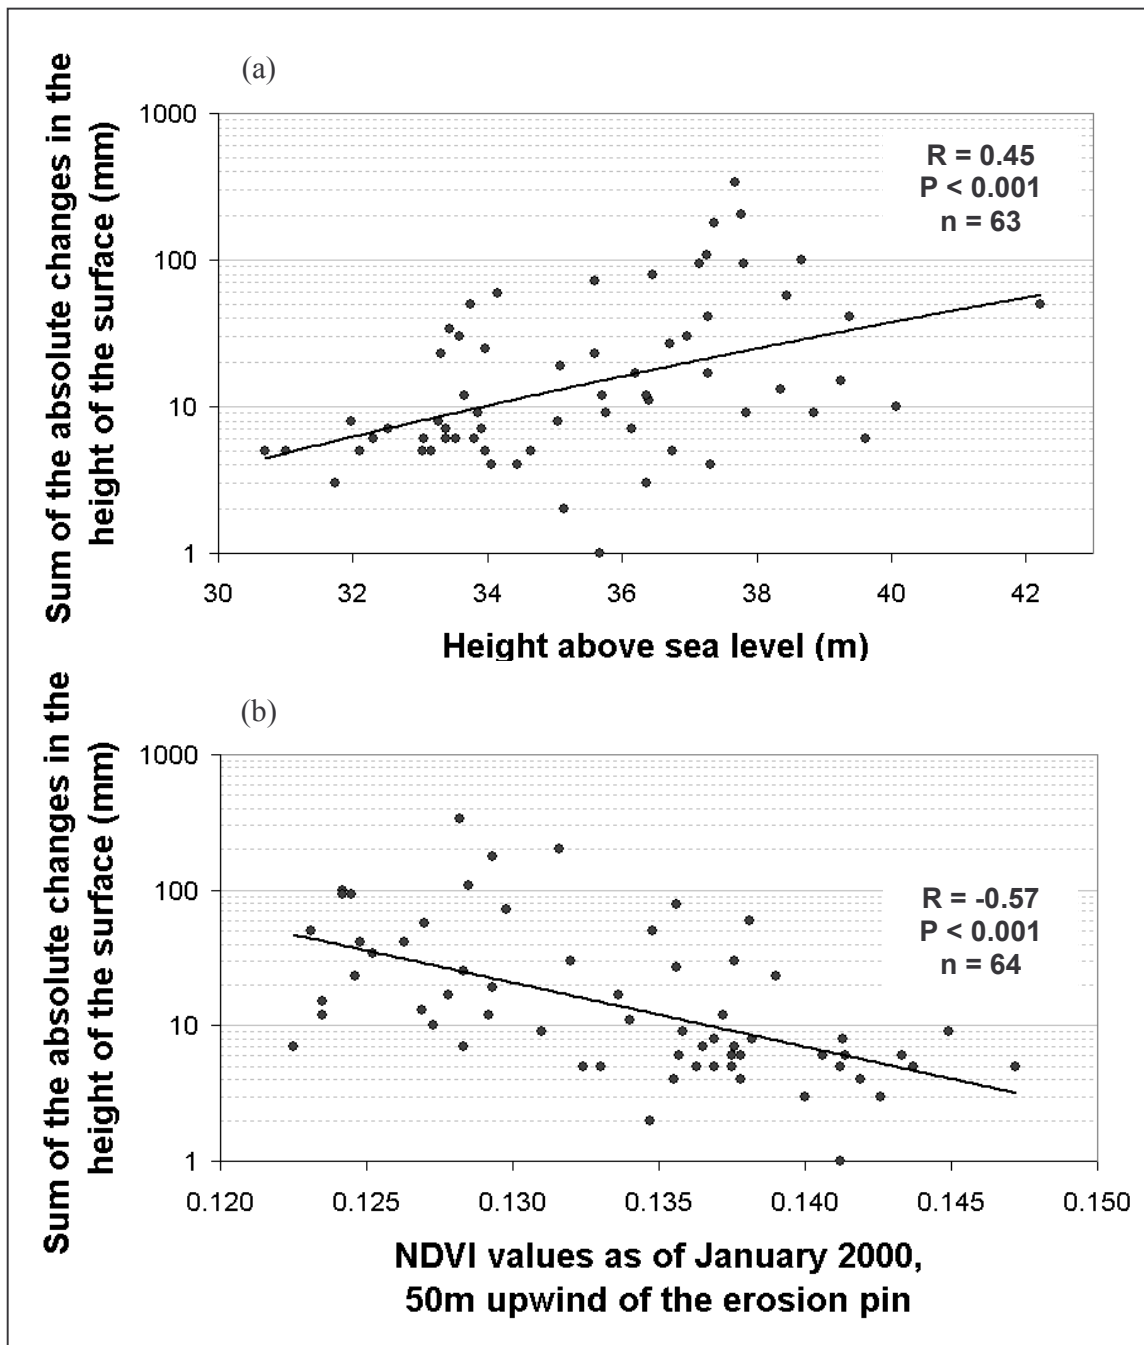 (a)
Sum of the absolute changes in the
height of the surface (mm)
1000
100
10
1
R = 0.45
P < 0.001
n = 63
30 32 34 36 38 40 42
Height above sea level (m)
(b)
Sum of the absolute changes in the
height of the surface (mm)
1000
100
10
1
R = -0.57
P < 0.001
n = 64
0.120 0.125 0.130 0.135 0.140 0.145 0.150
NDVI values as of January 2000,
50m upwind of the erosion pin